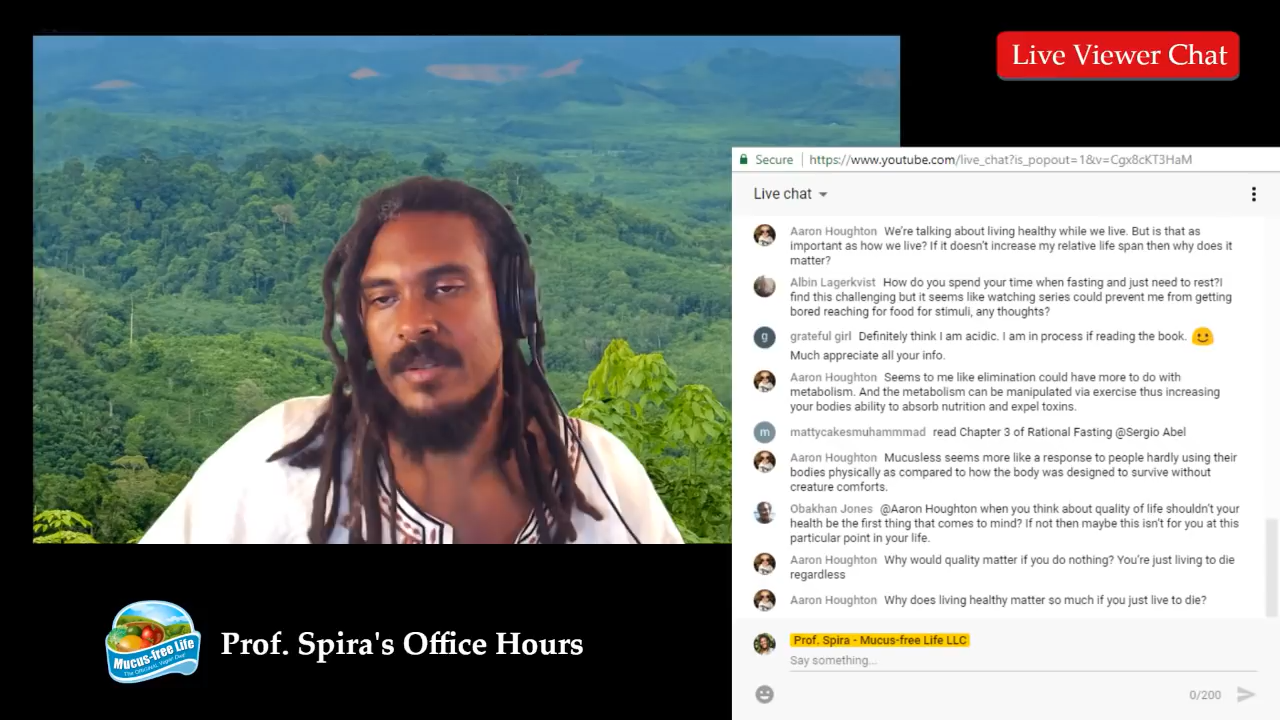 Live Viewer Chat
Secure https://www.youtube.com/live_chat?is_popout=1&v=Cgx8cKT3HaM
Live chat
Aaron Houghton We're talking about living healthy while we live. But is that as
important as how we live? If it doesn't increase my relative life span then why does it
matter?
Albin Lagerkvist How do you spend your time when fasting and just need to rest?I
find this challenging but it seems like watching series could prevent me from getting
bored reaching for food for stimuli, any thoughts?
g grateful girl Definitely think I am acidic. I am in process if reading the book.
Much appreciate all your info.
Aaron Houghton Seems to me like elimination could have more to do with
metabolism. And the metabolism can be manipulated via exercise thus increasing
your bodies ability to absorb nutrition and expel toxins.
m mattycakesmuhammmad read Chapter 3 of Rational Fasting @Sergio Abel
Aaron Houghton Mucusless seems more like a response to people hardly using their
bodies physically as compared to how the body was designed to survive without
creature comforts.
Obakhan Jones @Aaron Houghton when you think about quality of life shouldn't your
health be the first thing that comes to mind? If not then maybe this isn't for you at this
particular point in your life.
Aaron Houghton Why would quality matter if you do nothing? You're just living to die
regardless
Aaron Houghton Why does living healthy matter so much if you just live to die?
Prof. Spira - Mucus-free Life LLC
Say something...
0/200
Mucus-free Life
The ORIGINAL Vegan Diet
Prof. Spira's Office Hours